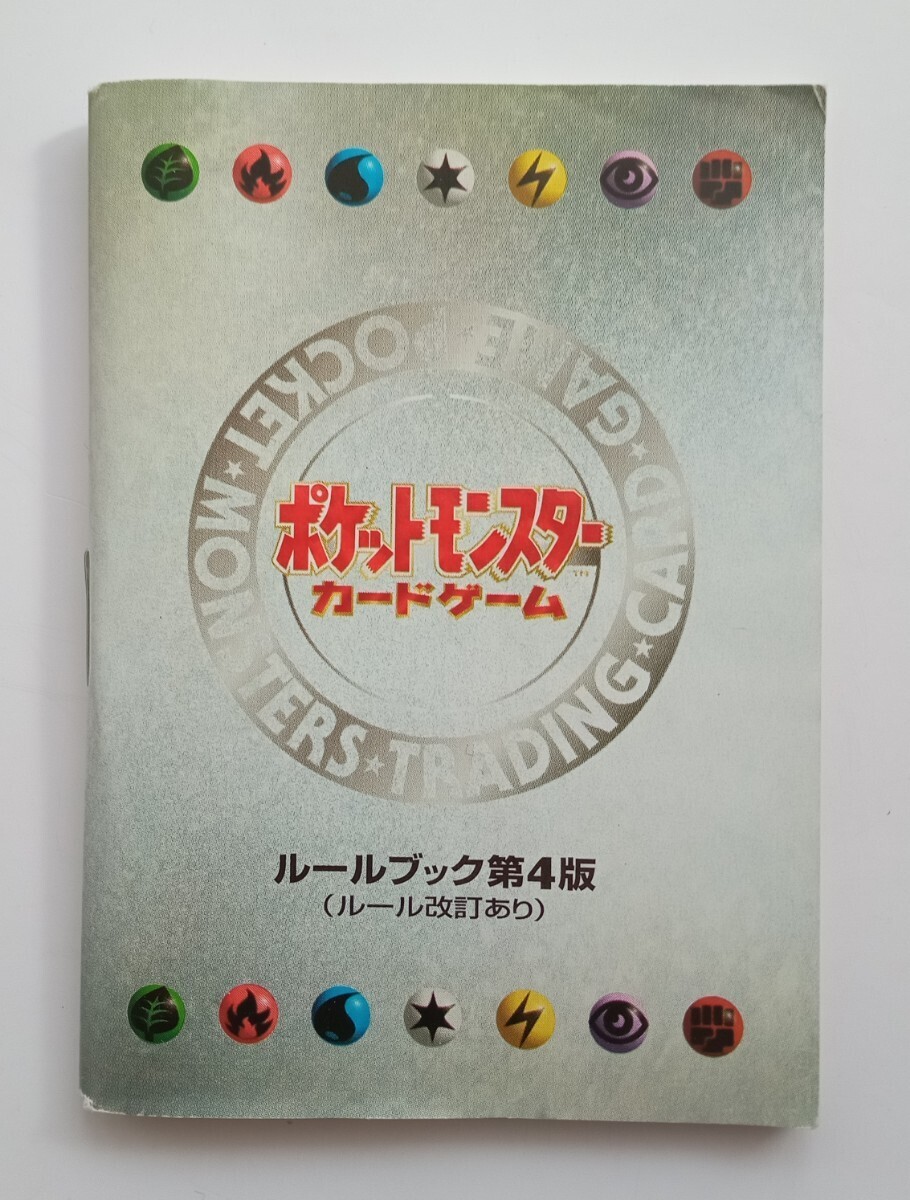 POCKET★MONSTERS★TRADING★CARD★GAME
ポケットモンスター
TM
カードゲーム
ルールブック第4版
(ルール改訂あり)